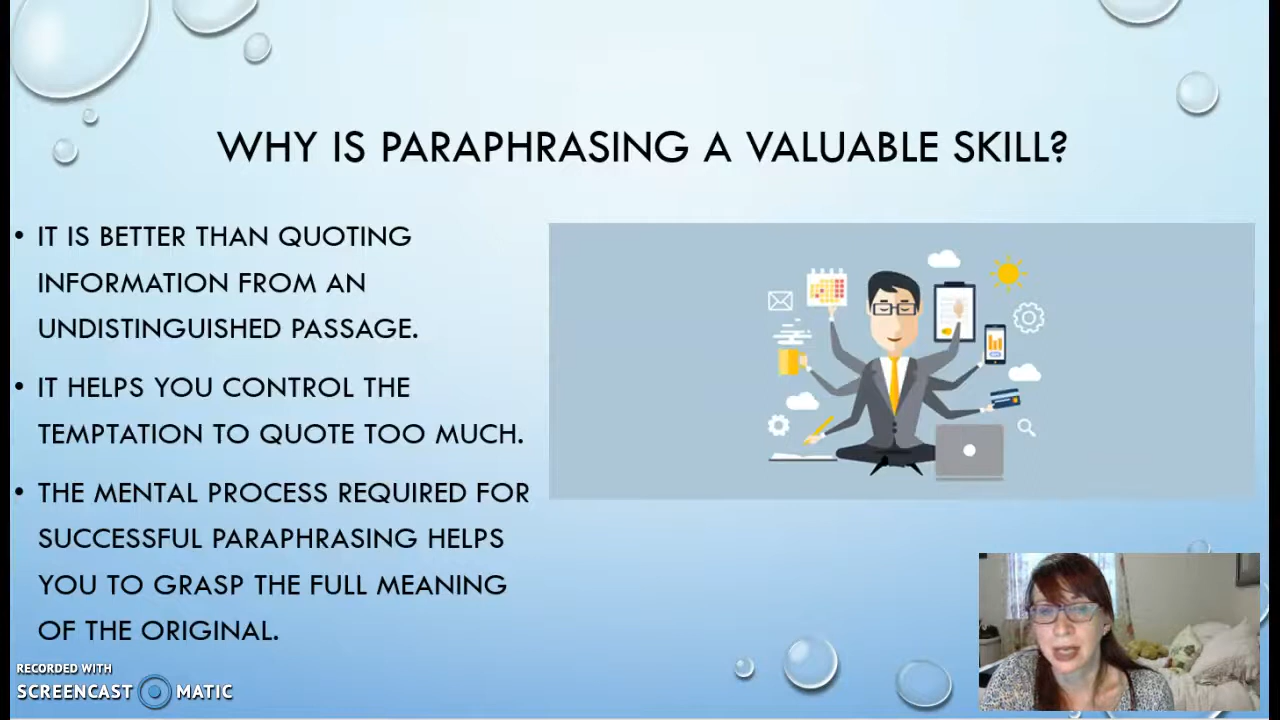 WHY IS PARAPHRASING A VALUABLE SKILL?
• IT IS BETTER THAN QUOTING
INFORMATION FROM AN
UNDISTINGUISHED PASSAGE.
• IT HELPS YOU CONTROL THE
TEMPTATION TO QUOTE TOO MUCH.
• THE MENTAL PROCESS REQUIRED FOR
SUCCESSFUL PARAPHRASING HELPS
YOU TO GRASP THE FULL MEANING
OF THE ORIGINAL.
RECORDED WITH
SCREENCAST MATIC